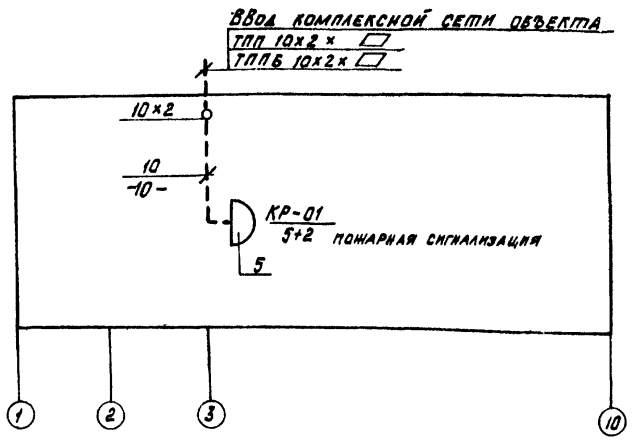 ВВОД КОМПЛЕКСНОЙ СЕТИ ОБЪЕКТА
ТПП 10×2×
ТППБ 10×2×
10×2
10
-10-
КР-01
5+2 ПОЖАРНАЯ СИГНАЛИЗАЦИЯ
5
1 2 3 10